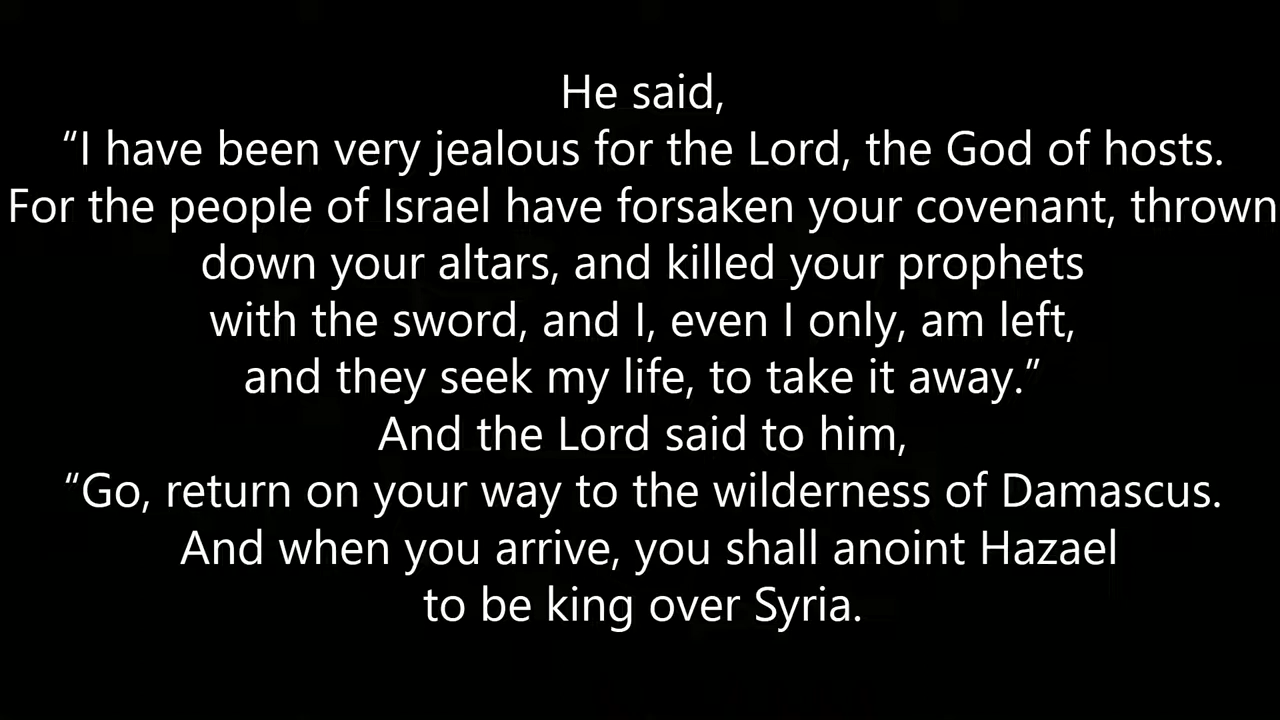 He said,
“I have been very jealous for the Lord, the God of hosts.
For the people of Israel have forsaken your covenant, thrown
down your altars, and killed your prophets
with the sword, and I, even I only, am left,
and they seek my life, to take it away.”
And the Lord said to him,
“Go, return on your way to the wilderness of Damascus.
And when you arrive, you shall anoint Hazael
to be king over Syria.